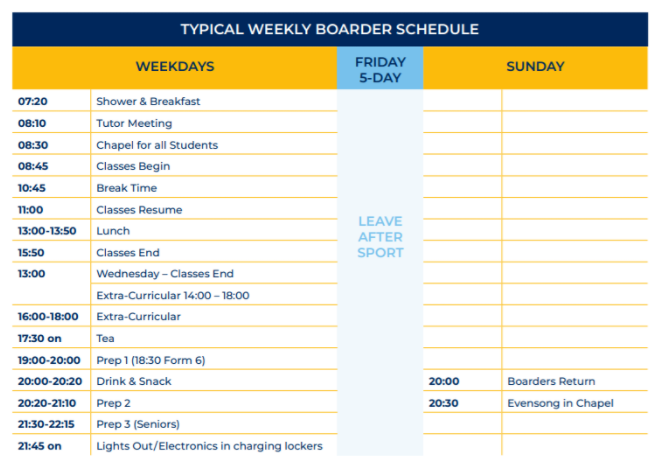 TYPICAL WEEKLY BOARDER SCHEDULE
WEEKDAYS
FRIDAY
5-DAY
SUNDAY
07:20 Shower & Breakfast
08:10 Tutor Meeting
08:30 Chapel for all Students
08:45 Classes Begin
10:45 Break Time
11:00 Classes Resume
13:00-13:50 Lunch
15:50 Classes End
13:00 Wednesday – Classes End
Extra-Curricular 14:00 – 18:00
16:00-18:00 Extra-Curricular
17:30 on Tea
19:00-20:00 Prep 1 (18:30 Form 6)
20:00-20:20 Drink & Snack
20:20-21:10 Prep 2
21:30-22:15 Prep 3 (Seniors)
21:45 on Lights Out/Electronics in charging lockers
LEAVE
AFTER
SPORT
20:00 Boarders Return
20:30 Evensong in Chapel